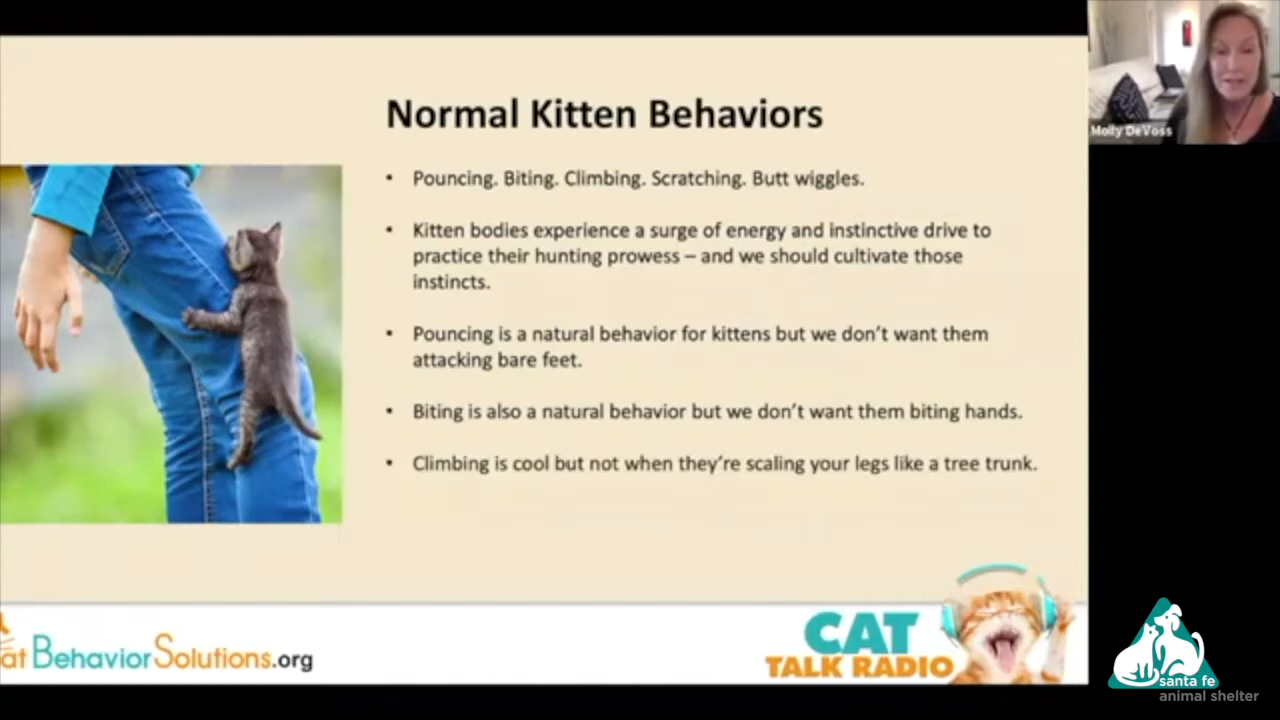 Normal Kitten Behaviors
• Pouncing. Biting. Climbing. Scratching. Butt wiggles.
• Kitten bodies experience a surge of energy and instinctive drive to
practice their hunting prowess – and we should cultivate those
instincts.
• Pouncing is a natural behavior for kittens but we don't want them
attacking bare feet.
• Biting is also a natural behavior but we don't want them biting hands.
• Climbing is cool but not when they're scaling your legs like a tree trunk.
at BehaviorSolutions.org
CAT
TALK RADIO
Molly DeVoss
santa fe
animal shelter